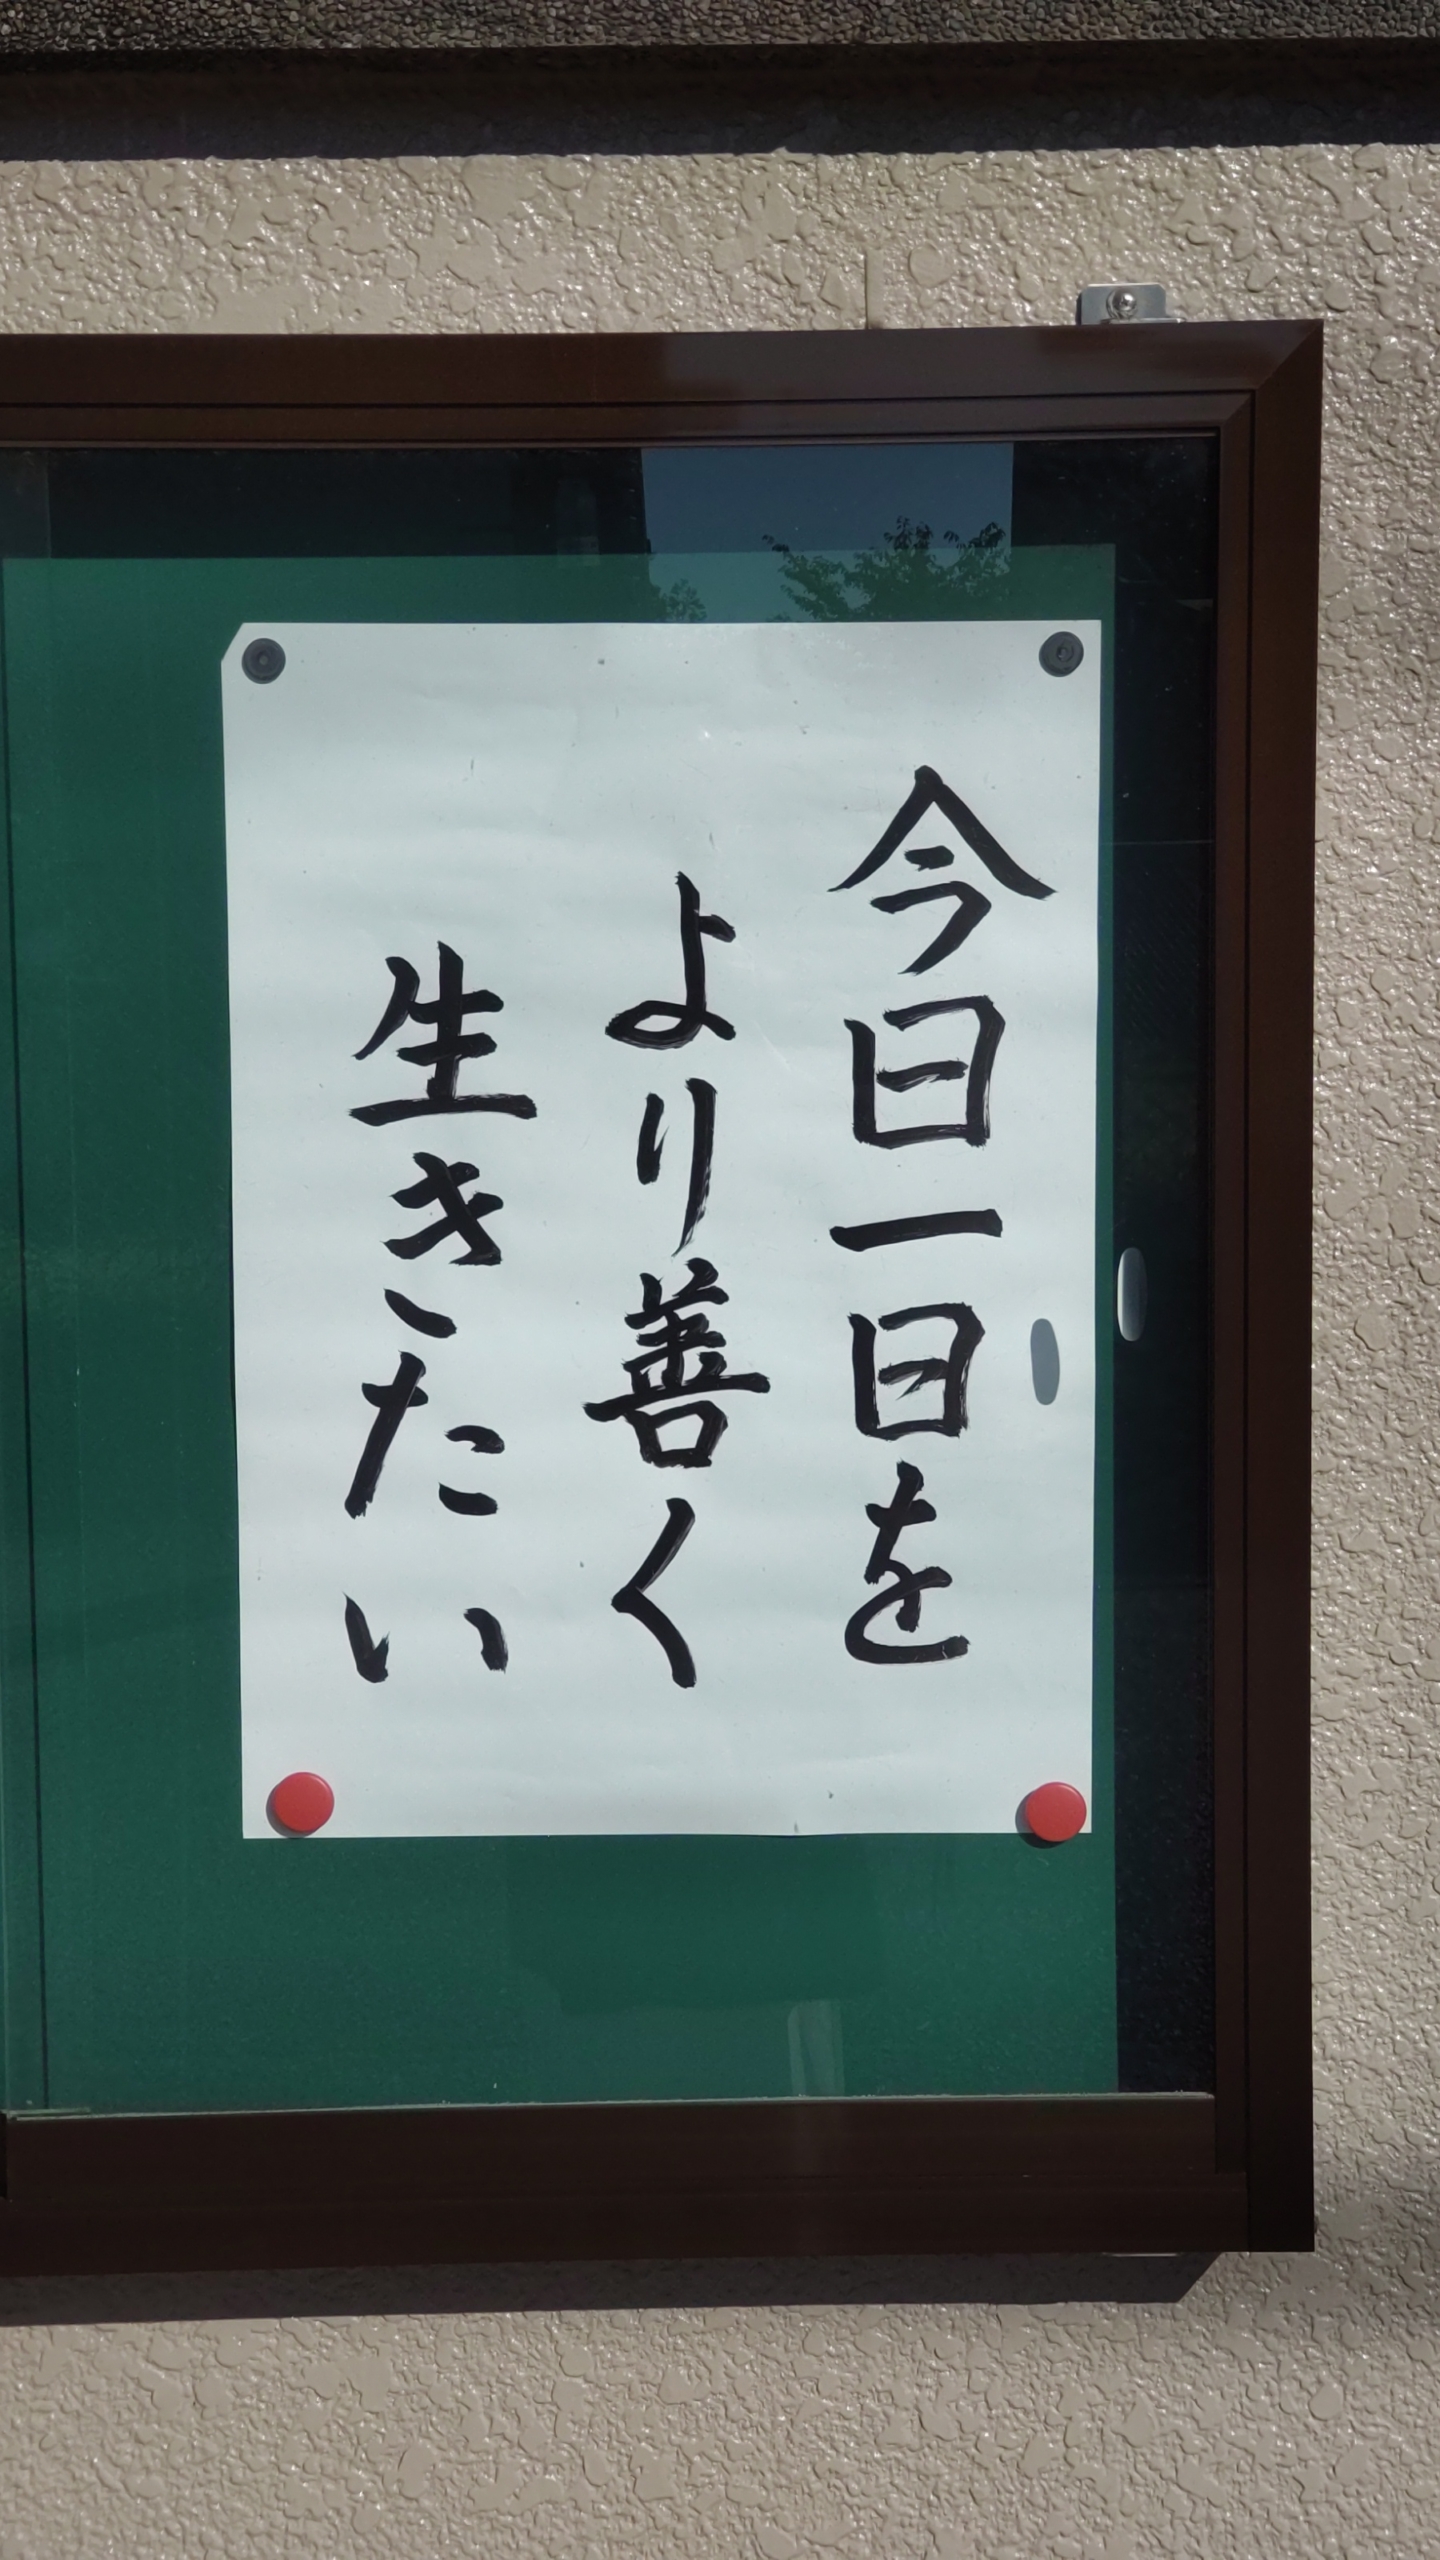 今日一日を
より善く
生きたい